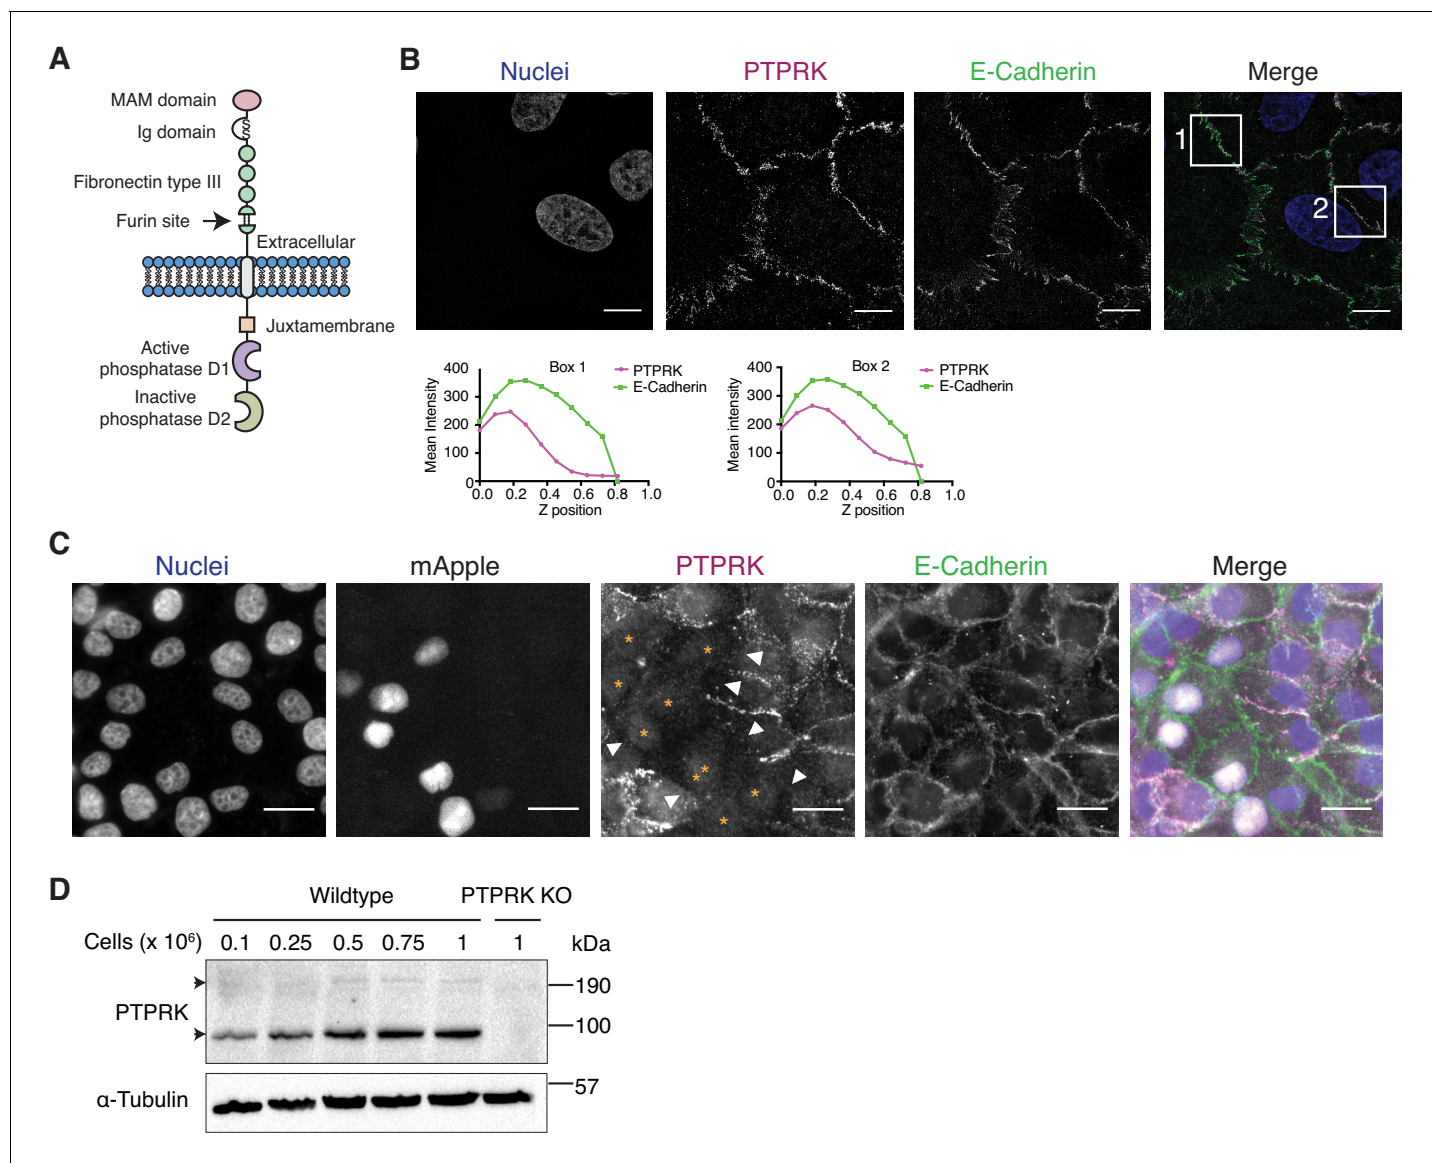 A
MAM domain
Ig domain
S
S
Fibronectin type III
Furin site
Extracellular
Juxtamembrane
Active
phosphatase D1
Inactive
phosphatase D2
B
Nuclei PTPRK E-Cadherin Merge
1
2
Box 1
PTPRK
E-Cadherin
Mean Intensity
400
300
200
100
0
0.0 0.2 0.4 0.6 0.8 1.0
Z position
Box 2
PTPRK
E-Cadherin
Mean intensity
400
300
200
100
0
0.0 0.2 0.4 0.6 0.8 1.0
Z position
C
Nuclei mApple PTPRK E-Cadherin Merge
* * * * * * * * *
D
Wildtype PTPRK KO
Cells (x 10⁶) 0.1 0.25 0.5 0.75 1 1 kDa
190
PTPRK
100
57
α-Tubulin